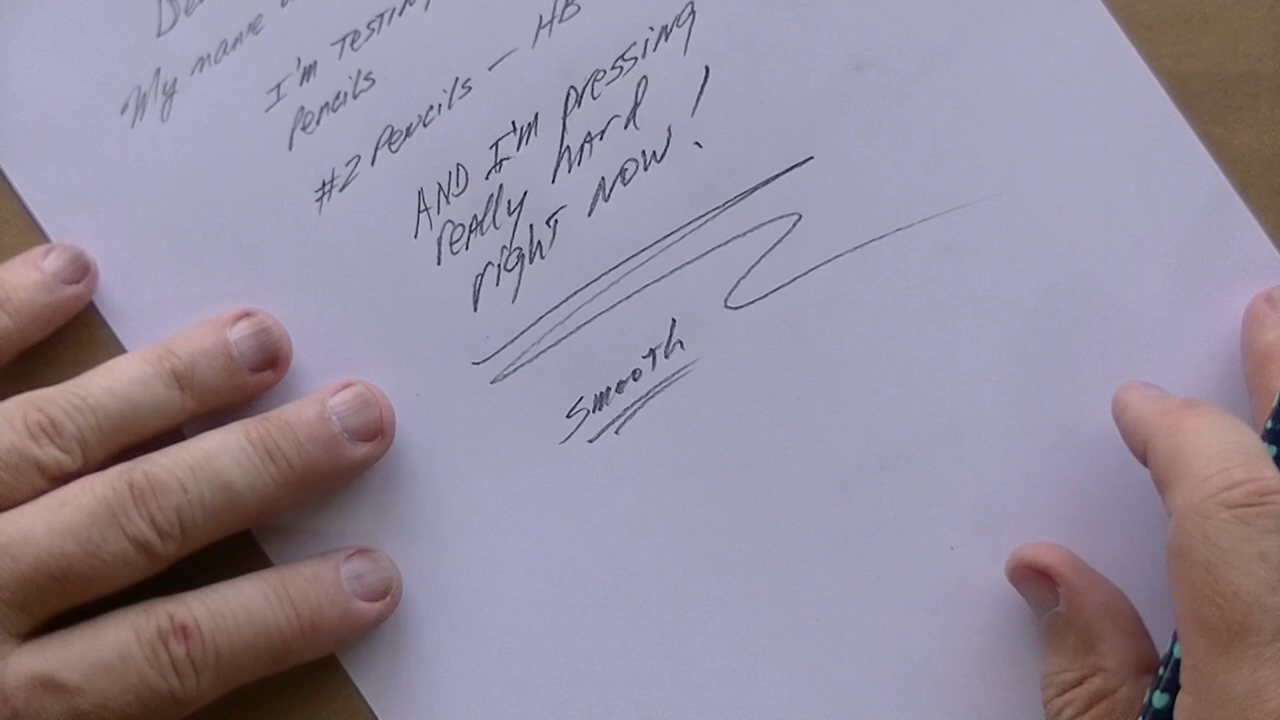 My name
I'm Testing
Pencils
#2 Pencils - HB
AND I'm pressing
really hard
right now!
Smooth